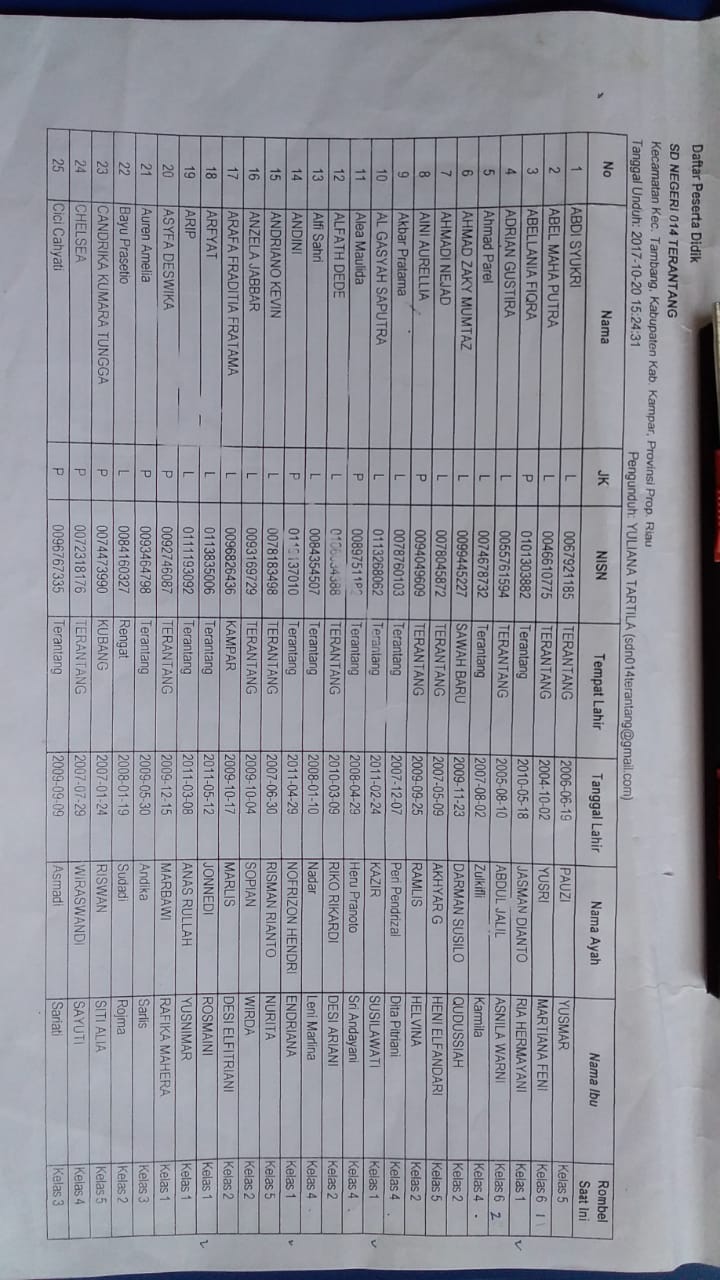 Daftar Peserta Didik
SD NEGERI 014 TERANTANG
Kecamatan Kec. Tambang, Kabupaten Kab. Kampar, Provinsi Prop. Riau
Tanggal Unduh: 2017-10-20 15:24:31 Pengunduh: YULIANA TARTILA (sdn014terantang@gmail.com)
No Nama JK NISN Tempat Lahir Tanggal Lahir Nama Ayah Nama Ibu Rombel Saat Ini
1 ABDI SYUKRI L 0067921185 TERANTANG 2006-06-19 PAUZI YUSMAR Kelas 5
2 ABEL MAHA PUTRA L 0046610775 TERANTANG 2004-10-02 YUSRI MARTIANA FENI Kelas 6
3 ABELLANIA FIQRA P 0101303882 Terantang 2010-05-18 JASMAN DIANTO RIA HERMAYANI Kelas 1
4 ADRIAN GUSTIRA L 0055761594 TERANTANG 2005-08-10 ABDUL JALIL ASNILA WARNI Kelas 6 2
5 Ahmad Parel L 0074678732 Terantang 2007-08-02 Zulkifli Karmila Kelas 4
6 AHMAD ZAKY MUMTAZ L 0099445227 SAWAH BARU 2009-11-23 DARMAN SUSILO QUDUSSIAH Kelas 2
7 AHMADI NEJAD L 0078045872 TERANTANG 2007-05-09 AKHYAR G HENI ELFANDARI Kelas 5
8 AINI AURELLIA P 0094049609 TERANTANG 2009-09-25 RAMLIS HELVINA Kelas 2
9 Akbar Pratama L 0078760103 Terantang 2007-12-07 Peri Pendrizal Dita Pitriani Kelas 4
10 AL GASYAH SAPUTRA L 0113268062 Terantang 2011-02-24 KAZIR SUSILAWATI Kelas 1
11 Alea Maulida P Terantang 2008-04-29 Heru Pranoto Sri Andayani Kelas 4
12 ALFATH DEDE L TERANTANG 2010-03-09 RIKO RIKARDI DESI ARIANI Kelas 2
13 Alfi Sahri L 0084354507 Terantang 2008-01-10 Nadar Leni Marlina Kelas 4
14 ANDINI P Terantang 2011-04-29 NOFRIZON HENDRI ENDRIANA Kelas 1
15 ANDRIANO KEVIN L 0078183498 TERANTANG 2007-06-30 RISMAN RIANTO NURITA Kelas 5
16 ANZELA JABBAR L 0093169729 TERANTANG 2009-10-04 SOPIAN WIRDA Kelas 2
17 ARAFA FRADITIA FRATAMA L 0096826436 KAMPAR 2009-10-17 MARLIS DESI ELFITRIANI Kelas 2
18 ARFYAT L 0113835006 Terantang 2011-05-12 JONNEDI ROSMAINI Kelas 1
19 ARIP L 0111193092 Terantang 2011-03-08 ANAS RULLAH YUSNIMAR Kelas 1
20 ASYFA DESWIKA P 0092746087 TERANTANG 2009-12-15 MARBAWI RAFIKA MAHERA Kelas 1
21 Auren Amelia P 0093464798 Terantang 2009-05-30 Andika Sarlis Kelas 3
22 Bayu Prasetio L 0084160327 Rengat 2008-01-19 Sudadi Rojma Kelas 2
23 CANDRIKA KUMARA TUNGGA P 0074473990 KUBANG 2007-01-24 RISWAN SITI ALIA Kelas 5
24 CHELSEA P 0072318176 TERANTANG 2007-07-29 WIRASWANDI SAYUTI Kelas 4
25 Cici Cahyati P 0096767335 Terantang 2009-09-09 Asmadi Sariati Kelas 3